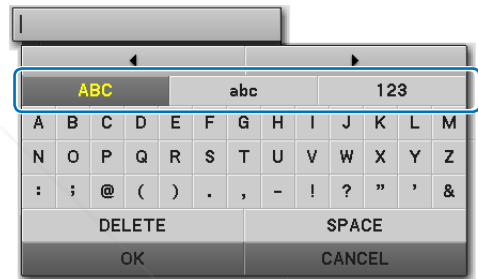 ABC abc 123
A B C D E F G H I J K L M
N O P Q R S T U V W X Y Z
: ; @ ( ) . , - ! ? ” ’ &
DELETE SPACE
OK CANCEL